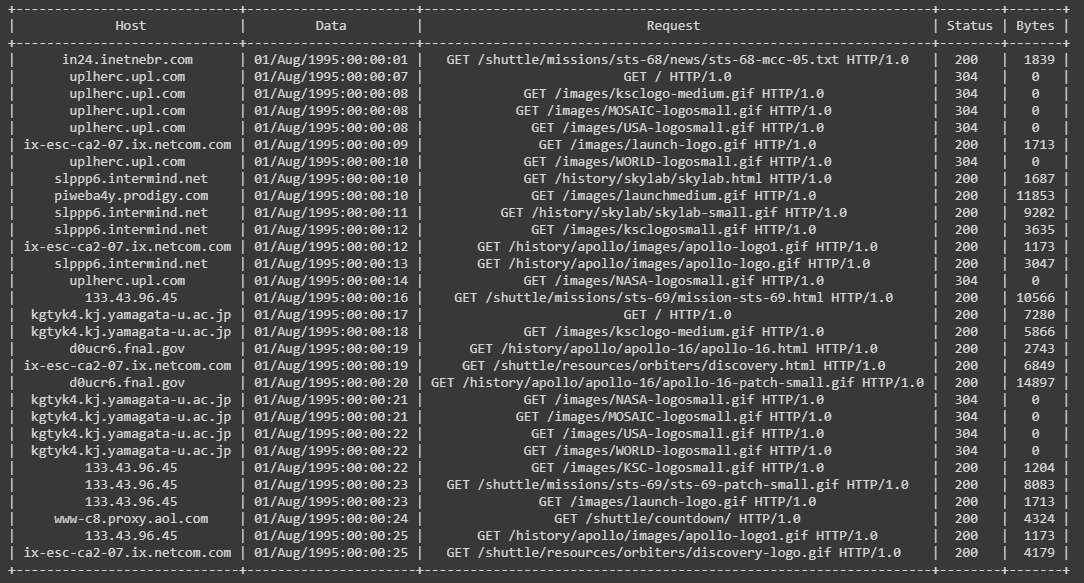 +-----------------------------+---------------------+------------------------------------------------------------------+--------+-------+
| Host | Data | Request | Status | Bytes |
+-----------------------------+---------------------+------------------------------------------------------------------+--------+-------+
| in24.inetnebr.com | 01/Aug/1995:00:00:01 | GET /shuttle/missions/sts-68/news/sts-68-mcc-05.txt HTTP/1.0 | 200 | 1839 |
| uplherc.upl.com | 01/Aug/1995:00:00:07 | GET / HTTP/1.0 | 304 | 0 |
| uplherc.upl.com | 01/Aug/1995:00:00:08 | GET /images/ksclogo-medium.gif HTTP/1.0 | 304 | 0 |
| uplherc.upl.com | 01/Aug/1995:00:00:08 | GET /images/MOSAIC-logosmall.gif HTTP/1.0 | 304 | 0 |
| uplherc.upl.com | 01/Aug/1995:00:00:08 | GET /images/USA-logosmall.gif HTTP/1.0 | 304 | 0 |
| ix-esc-ca2-07.ix.netcom.com | 01/Aug/1995:00:00:09 | GET /images/launch-logo.gif HTTP/1.0 | 200 | 1713 |
| uplherc.upl.com | 01/Aug/1995:00:00:10 | GET /images/WORLD-logosmall.gif HTTP/1.0 | 304 | 0 |
| slppp6.intermind.net | 01/Aug/1995:00:00:10 | GET /history/skylab/skylab.html HTTP/1.0 | 200 | 1687 |
| piweba4y.prodigy.com | 01/Aug/1995:00:00:10 | GET /images/launchmedium.gif HTTP/1.0 | 200 | 11853 |
| slppp6.intermind.net | 01/Aug/1995:00:00:11 | GET /history/skylab/skylab-small.gif HTTP/1.0 | 200 | 9202 |
| slppp6.intermind.net | 01/Aug/1995:00:00:12 | GET /images/ksclogosmall.gif HTTP/1.0 | 200 | 3635 |
| ix-esc-ca2-07.ix.netcom.com | 01/Aug/1995:00:00:12 | GET /history/apollo/images/apollo-logo1.gif HTTP/1.0 | 200 | 1173 |
| slppp6.intermind.net | 01/Aug/1995:00:00:13 | GET /history/apollo/images/apollo-logo.gif HTTP/1.0 | 200 | 3047 |
| uplherc.upl.com | 01/Aug/1995:00:00:14 | GET /images/NASA-logosmall.gif HTTP/1.0 | 304 | 0 |
| 133.43.96.45 | 01/Aug/1995:00:00:16 | GET /shuttle/missions/sts-69/mission-sts-69.html HTTP/1.0 | 200 | 10566 |
| kgtyk4.kj.yamagata-u.ac.jp | 01/Aug/1995:00:00:17 | GET / HTTP/1.0 | 200 | 7280 |
| kgtyk4.kj.yamagata-u.ac.jp | 01/Aug/1995:00:00:18 | GET /images/ksclogo-medium.gif HTTP/1.0 | 200 | 5866 |
| d0ucr6.fnal.gov | 01/Aug/1995:00:00:19 | GET /history/apollo/apollo-16/apollo-16.html HTTP/1.0 | 200 | 2743 |
| ix-esc-ca2-07.ix.netcom.com | 01/Aug/1995:00:00:19 | GET /shuttle/resources/orbiters/discovery.html HTTP/1.0 | 200 | 6849 |
| d0ucr6.fnal.gov | 01/Aug/1995:00:00:20 | GET /history/apollo/apollo-16/apollo-16-patch-small.gif HTTP/1.0 | 200 | 14897 |
| kgtyk4.kj.yamagata-u.ac.jp | 01/Aug/1995:00:00:21 | GET /images/NASA-logosmall.gif HTTP/1.0 | 304 | 0 |
| kgtyk4.kj.yamagata-u.ac.jp | 01/Aug/1995:00:00:21 | GET /images/MOSAIC-logosmall.gif HTTP/1.0 | 304 | 0 |
| kgtyk4.kj.yamagata-u.ac.jp | 01/Aug/1995:00:00:22 | GET /images/USA-logosmall.gif HTTP/1.0 | 304 | 0 |
| kgtyk4.kj.yamagata-u.ac.jp | 01/Aug/1995:00:00:22 | GET /images/WORLD-logosmall.gif HTTP/1.0 | 304 | 0 |
| 133.43.96.45 | 01/Aug/1995:00:00:22 | GET /images/KSC-logosmall.gif HTTP/1.0 | 200 | 1204 |
| 133.43.96.45 | 01/Aug/1995:00:00:23 | GET /shuttle/missions/sts-69/sts-69-patch-small.gif HTTP/1.0 | 200 | 8083 |
| 133.43.96.45 | 01/Aug/1995:00:00:23 | GET /images/launch-logo.gif HTTP/1.0 | 200 | 1713 |
| www-c8.proxy.aol.com | 01/Aug/1995:00:00:24 | GET /shuttle/countdown/ HTTP/1.0 | 200 | 4324 |
| 133.43.96.45 | 01/Aug/1995:00:00:25 | GET /history/apollo/images/apollo-logo1.gif HTTP/1.0 | 200 | 1173 |
| ix-esc-ca2-07.ix.netcom.com | 01/Aug/1995:00:00:25 | GET /shuttle/resources/orbiters/discovery-logo.gif HTTP/1.0 | 200 | 4179 |
+-----------------------------+---------------------+------------------------------------------------------------------+--------+-------+